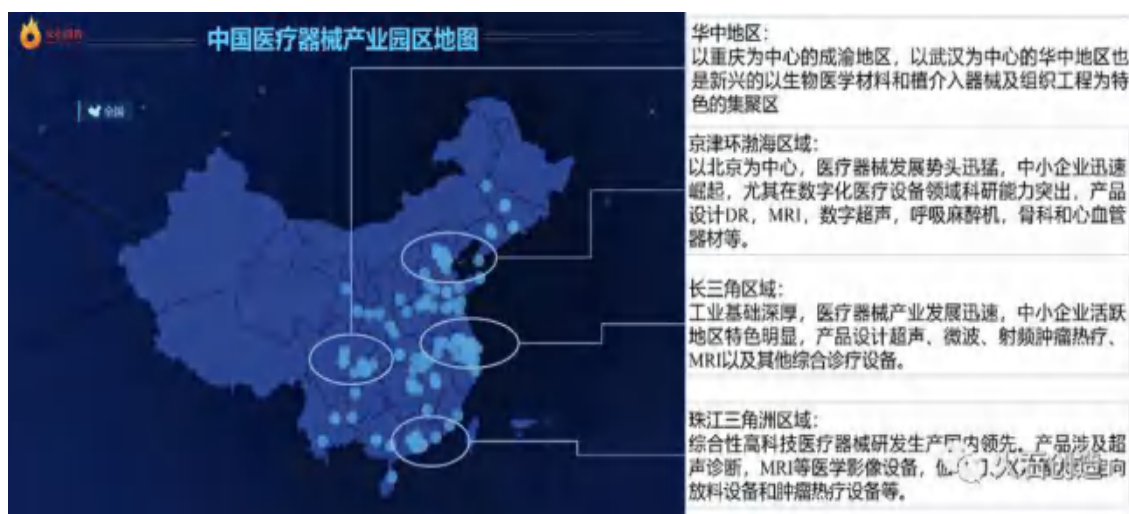 火石创造
中国医疗器械产业园区地图
全国
华中地区：
以重庆为中心的成渝地区，以武汉为中心的华中地区也
是新兴的以生物医学材料和植介入器械及组织工程为特
色的集聚区
京津环渤海区域：
以北京为中心，医疗器械发展势头迅猛，中小企业迅速
崛起，尤其在数字化医疗设备领域科研能力突出，产品
设计DR，MRI，数字超声，呼吸麻醉机，骨科和心血管
器材等。
长三角区域：
工业基础深厚，医疗器械产业发展迅速，中小企业活跃
地区特色明显，产品设计超声、微波、射频肿瘤热疗、
MRI以及其他综合诊疗设备。
珠江三角洲区域：
综合性高科技医疗器械研发生产国内领先。产品涉及超
声诊断，MRI等医学影像设备，
定向
放料设备和肿瘤热疗设备等。
火石创造